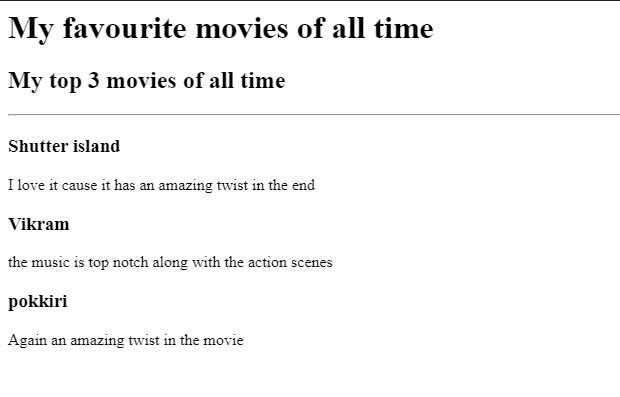 My favourite movies of all time
My top 3 movies of all time
Shutter island
I love it cause it has an amazing twist in the end
Vikram
the music is top notch along with the action scenes
pokkiri
Again an amazing twist in the movie